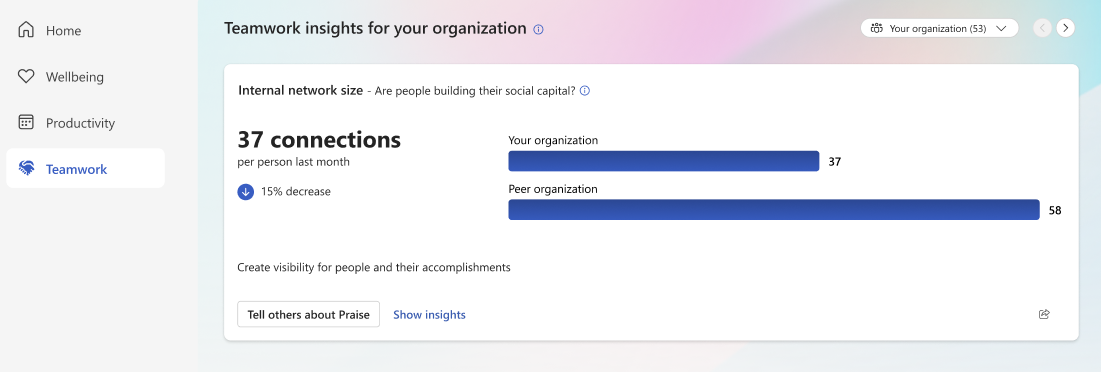 Home
Wellbeing
Productivity
Teamwork
Teamwork insights for your organization
Your organization (53)
Internal network size - Are people building their social capital?
37 connections
per person last month
15% decrease
Your organization
37
Peer organization
58
Create visibility for people and their accomplishments
Tell others about Praise
Show insights